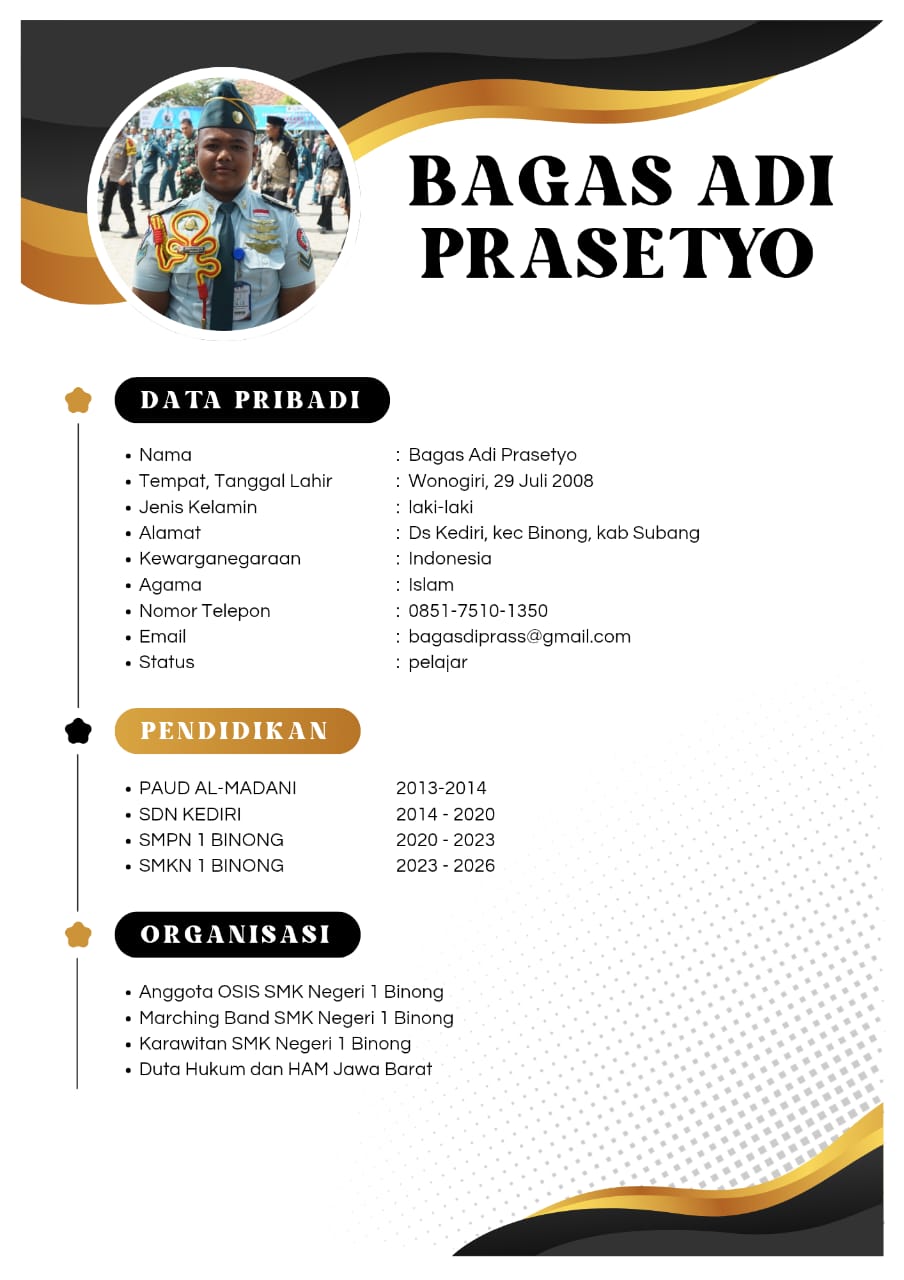 BAGAS ADI
PRASETYO
DATA PRIBADI
• Nama : Bagas Adi Prasetyo
• Tempat, Tanggal Lahir : Wonogiri, 29 Juli 2008
• Jenis Kelamin : laki-laki
• Alamat : Ds Kediri, kec Binong, kab Subang
• Kewarganegaraan : Indonesia
• Agama : Islam
• Nomor Telepon : 0851-7510-1350
• Email : bagasdiprass@gmail.com
• Status : pelajar
PENDIDIKAN
• PAUD AL-MADANI 2013-2014
• SDN KEDIRI 2014 - 2020
• SMPN 1 BINONG 2020 - 2023
• SMKN 1 BINONG 2023 - 2026
ORGANISASI
• Anggota OSIS SMK Negeri 1 Binong
• Marching Band SMK Negeri 1 Binong
• Karawitan SMK Negeri 1 Binong
• Duta Hukum dan HAM Jawa Barat